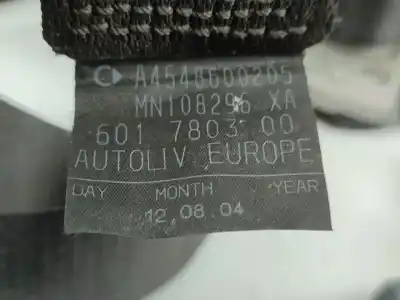 A4548600205
MN108296 XA
601 7803 00
AUTOLIV EUROPE
DAY MONTH YEAR
12.08.04